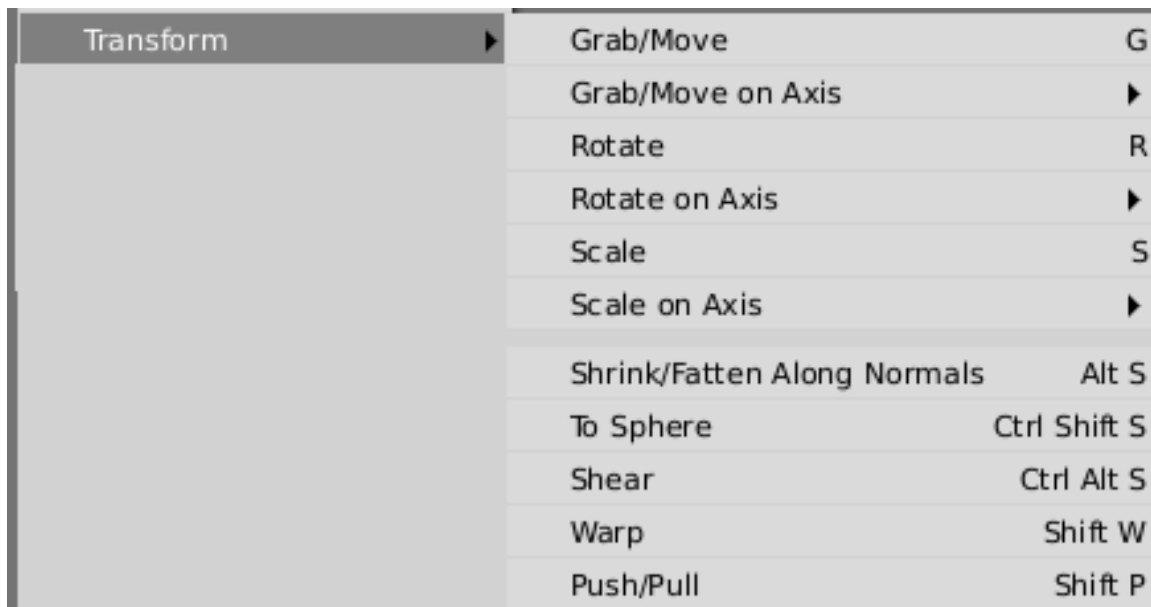 Transform
Grab/Move G
Grab/Move on Axis
Rotate R
Rotate on Axis
Scale S
Scale on Axis
Shrink/Fatten Along Normals Alt S
To Sphere Ctrl Shift S
Shear Ctrl Alt S
Warp Shift W
Push/Pull Shift P